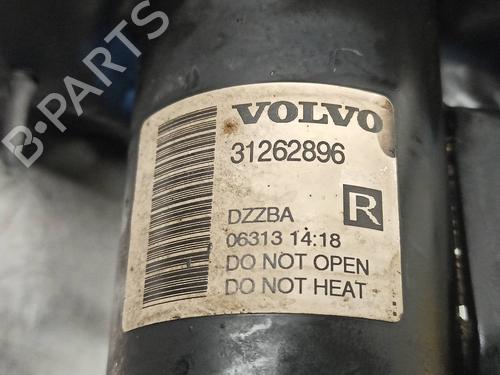 B-PARTS
VOLVO
31262896
DZZBA
R
06313 14:18
DO NOT OPEN
DO NOT HEAT